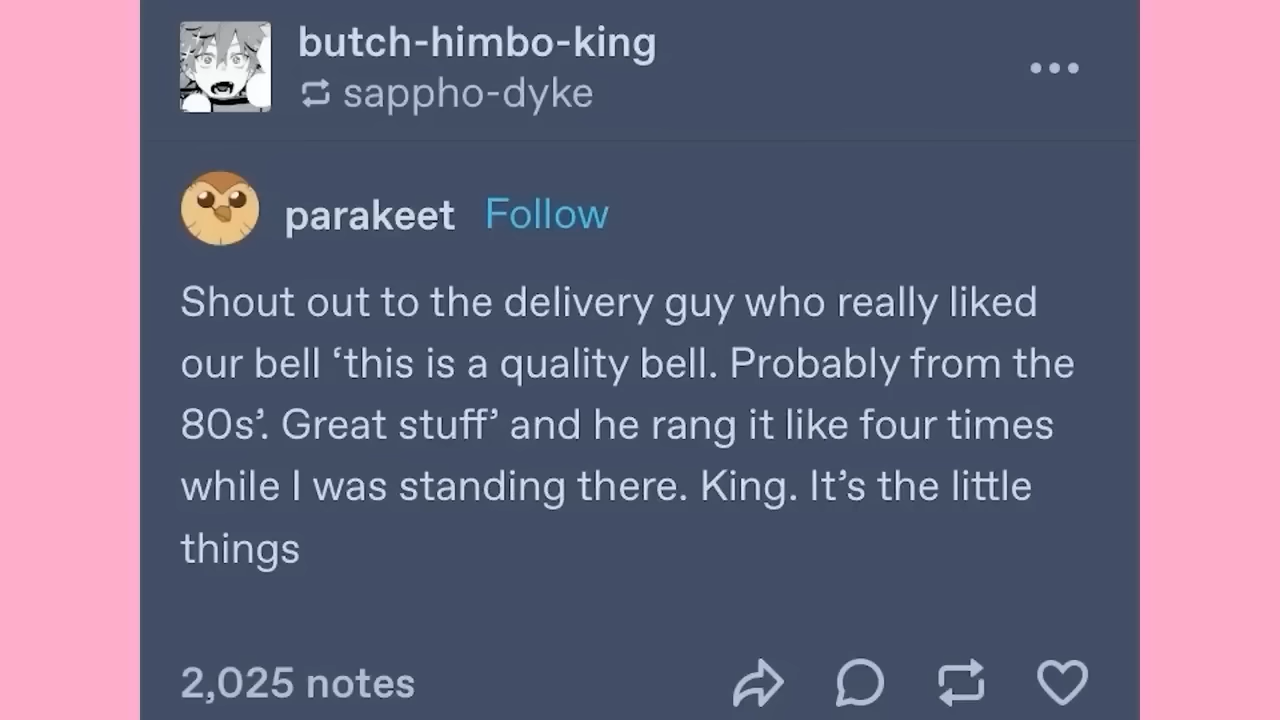 butch-himbo-king
sappho-dyke
parakeet Follow
Shout out to the delivery guy who really liked
our bell ‘this is a quality bell. Probably from the
80s’. Great stuff’ and he rang it like four times
while I was standing there. King. It’s the little
things
2,025 notes